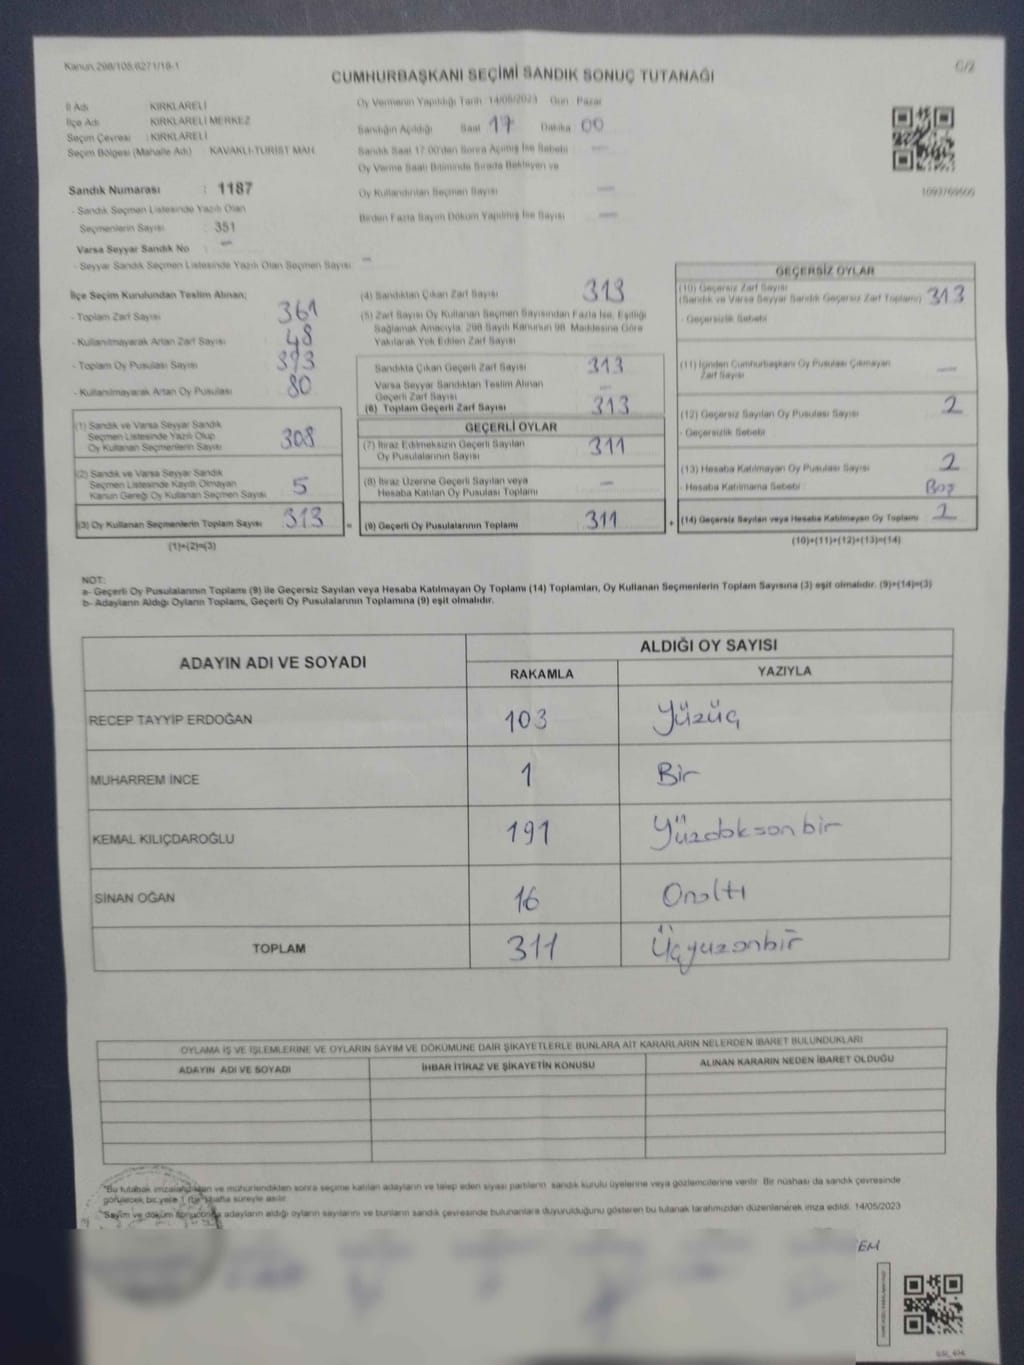 Kanun.298/105,6271/18-1
C/2
CUMHURBAŞKANI SEÇİMİ SANDIK SONUÇ TUTANAĞI
İl Adı KIRKLARELİ
İlçe Adı KIRKLARELİ MERKEZ
Seçim Çevresi : KIRKLARELİ
Seçim Bölgesi (Mahalle Adı) KAVAKLI-TURIST MAH.
Oy Vermenin Yapıldığı Tarih 14/05/2023 Gün : Pazar
Sandığın Açıldığı Saat 17 Dakika 00
Sandık Saat 17:00'den Sonra Açılmış İse Sebebi : —
Oy Verme Saati Bitiminde Sırada Bekleyen ve
Oy Kullandırılan Seçmen Sayısı —
Birden Fazla Sayım Döküm Yapılmış İse Sayısı —
Sandık Numarası : 1187
- Sandık Seçmen Listesinde Yazılı Olan
Seçmenlerin Sayısı : 351
Varsa Seyyar Sandık No —
- Seyyar Sandık Seçmen Listesinde Yazılı Olan Seçmen Sayısı: —
İlçe Seçim Kurulundan Teslim Alınan;
- Toplam Zarf Sayısı 361
- Kullanılmayarak Artan Zarf Sayısı 48
- Toplam Oy Pusulası Sayısı 393
- Kullanılmayarak Artan Oy Pusulası 80
(1) Sandık ve Varsa Seyyar Sandık
Seçmen Listesinde Yazılı Olup
Oy Kullanan Seçmenlerin Sayısı 308
(2) Sandık ve Varsa Seyyar Sandık
Seçmen Listesinde Kayıtlı Olmayan
Kanun Gereği Oy Kullanan Seçmen Sayısı 5
(3) Oy Kullanan Seçmenlerin Toplam Sayısı 313 =
(1)+(2)=(3)
(4) Sandıktan Çıkan Zarf Sayısı 313
(5) Zarf Sayısı Oy Kullanan Seçmen Sayısından Fazla İse, Eşitliği
Sağlamak Amacıyla, 298 Sayılı Kanunun 98. Maddesine Göre
Yakılarak Yok Edilen Zarf Sayısı
Sandıkta Çıkan Geçerli Zarf Sayısı 313
Varsa Seyyar Sandıktan Teslim Alınan
Geçerli Zarf Sayısı —
(6) Toplam Geçerli Zarf Sayısı 313
GEÇERLİ OYLAR
(7) İtiraz Edilmeksizin Geçerli Sayılan
Oy Pusulalarının Sayısı 311
(8) İtiraz Üzerine Geçerli Sayılan veya
Hesaba Katılan Oy Pusulası Toplamı —
(9) Geçerli Oy Pusulalarının Toplamı 311 +
GEÇERSİZ OYLAR
(10) Geçersiz Zarf Sayısı
(Sandık ve Varsa Seyyar Sandık Geçersiz Zarf Toplamı) 313
- Geçersizlik Sebebi
(11) İçinden Cumhurbaşkanı Oy Pusulası Çıkmayan
Zarf Sayısı —
(12) Geçersiz Sayılan Oy Pusulası Sayısı 2
- Geçersizlik Sebebi
(13) Hesaba Katılmayan Oy Pusulası Sayısı 2
- Hesaba Katılmama Sebebi : Boş
(14) Geçersiz Sayılan veya Hesaba Katılmayan Oy Toplamı 2
(10)+(11)+(12)+(13)=(14)
NOT:
a- Geçerli Oy Pusulalarının Toplamı (9) ile Geçersiz Sayılan veya Hesaba Katılmayan Oy Toplamı (14) Toplamları, Oy Kullanan Seçmenlerin Toplam Sayısına (3) eşit olmalıdır. (9)+(14)=(3)
b- Adayların Aldığı Oyların Toplamı, Geçerli Oy Pusulalarının Toplamına (9) eşit olmalıdır.
ADAYIN ADI VE SOYADI ALDIĞI OY SAYISI
RAKAMLA YAZIYLA
RECEP TAYYİP ERDOĞAN 103 Yüzüç
MUHARREM İNCE 1 Bir
KEMAL KILIÇDAROĞLU 191 Yüzdoksonbir
SİNAN OĞAN 16 Onaltı
TOPLAM 311 Üçyuzonbir
OYLAMA İŞ VE İŞLEMLERİNE VE OYLARIN SAYIM VE DÖKÜMÜNE DAİR ŞİKAYETLERLE BUNLARA AİT KARARLARIN NELERDEN İBARET BULUNDUKLARI
ADAYIN ADI VE SOYADI İHBAR İTİRAZ VE ŞİKAYETİN KONUSU ALINAN KARARIN NEDEN İBARET OLDUĞU
*Bu tutanak imzalandıktan ve mühürlendikten sonra seçime katılan adayların ve talep eden siyasi partilerin sandık kurulu üyelerine veya gözlemcilerine verilir. Bir nüshası da sandık çevresinde
görülecek bir yere 1 hafta süreyle asılır.
*Sayım ve döküm sonucunda adayların aldığı oyların sayılarını ve bunların sandık çevresinde bulunanlara duyurulduğunu gösteren bu tutanak tarafımızdan düzenlenerek imza edildi. 14/05/2023